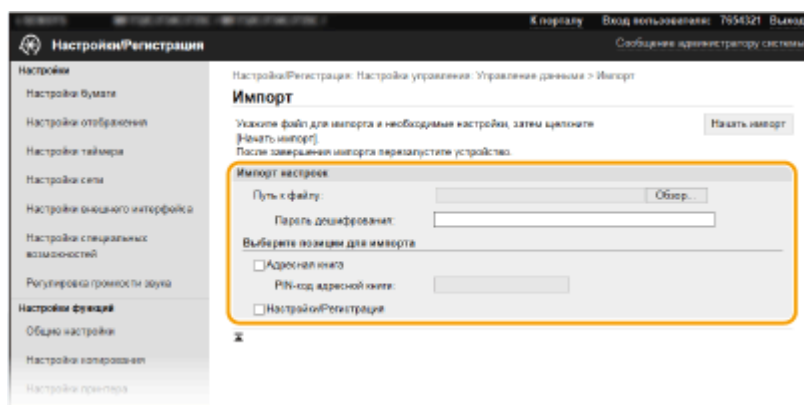 К порталу Вход пользователя: 7654321 Выход
Настройки/Регистрация
Сообщение администратору системы
Настройки
Настройки бумаги
Настройки отображения
Настройки таймера
Настройки сети
Настройки внешнего интерфейса
Настройки специальных
возможностей
Регулировка громкости звука
Настройки функций
Общие настройки
Настройки копирования
Настройки принтера
Настройки/Регистрация: Настройки управления: Управление данными > Импорт
Импорт
Укажите файл для импорта и необходимые настройки, затем щелкните
[Начать импорт].
После завершения импорта перезапустите устройство.
Начать импорт
Импорт настроек
Путь к файлу: Обзор...
Пароль дешифрования:
Выберите позиции для импорта
Адресная книга
PIN-код адресной книги:
Настройки/Регистрация